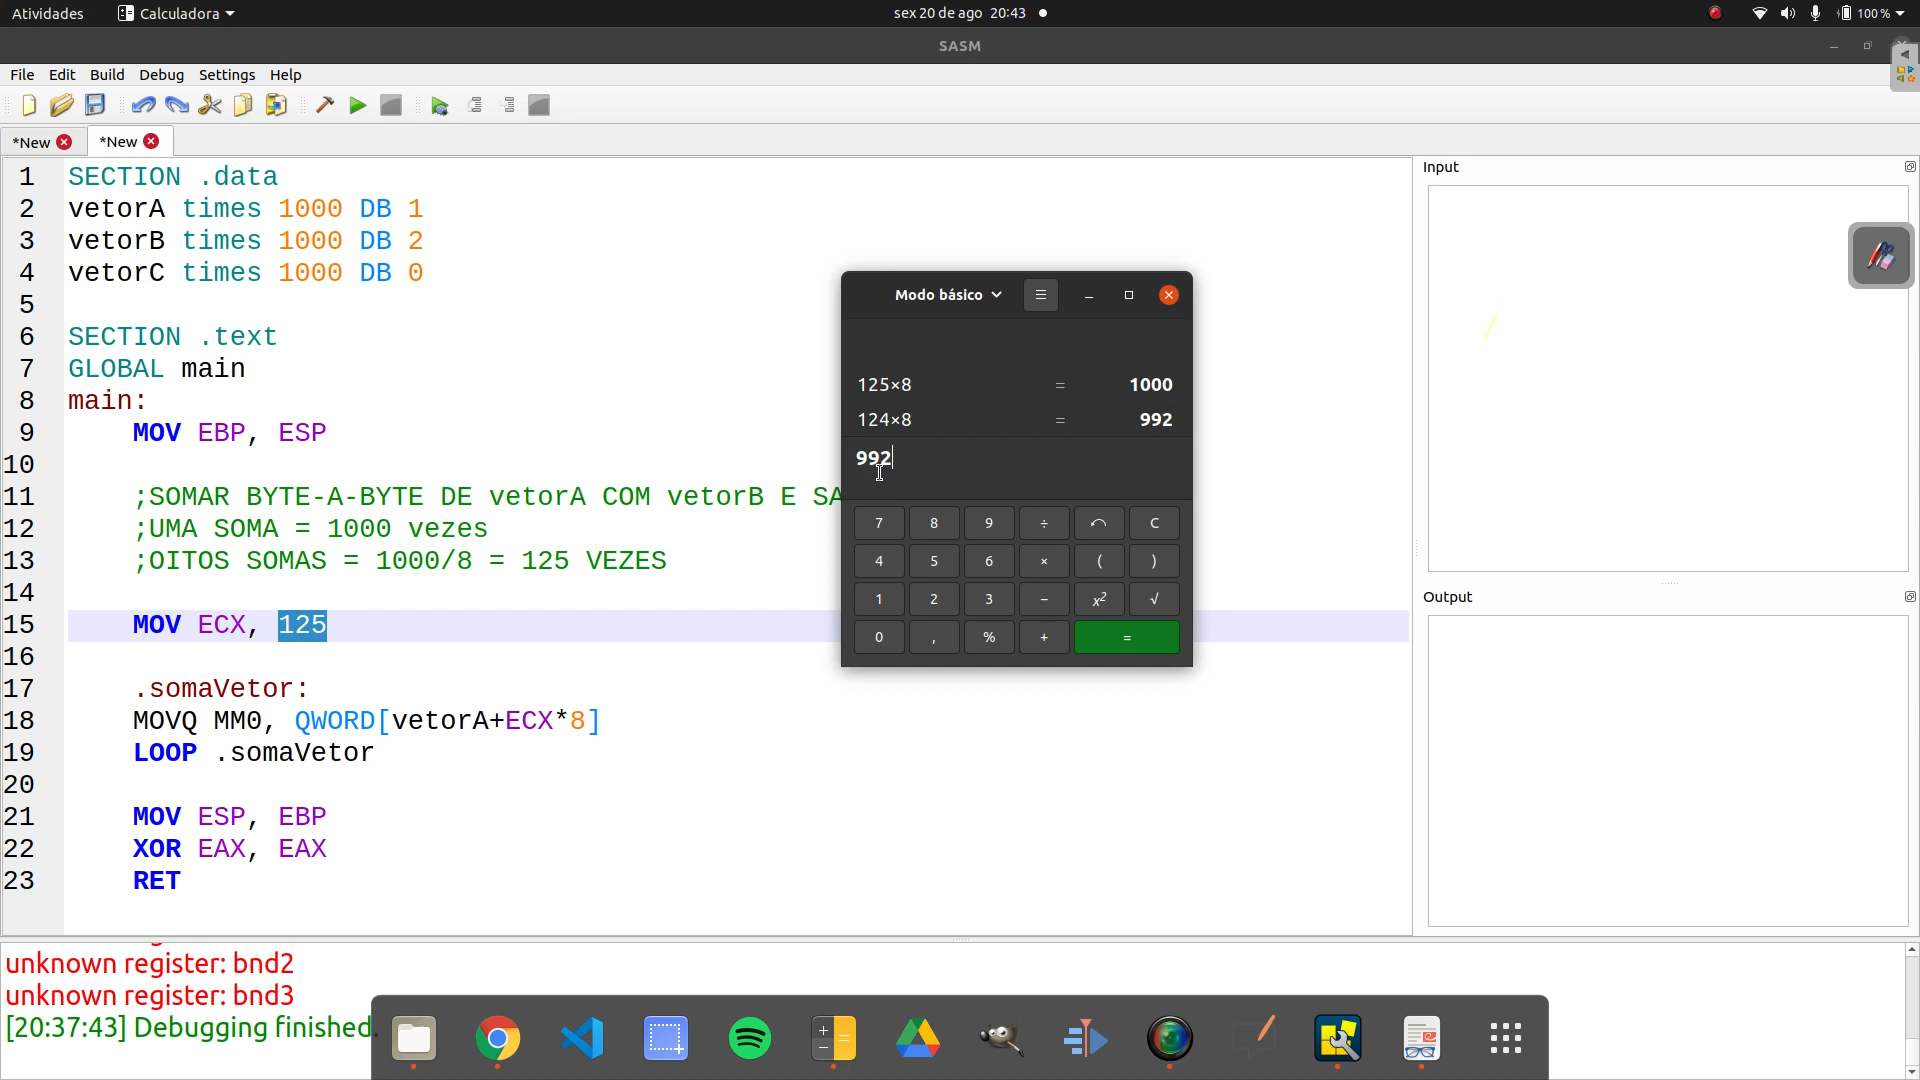 Atividades
Calculadora
sex 20 de ago 20:43
100 %
SASM
File Edit Build Debug Settings Help
*New
*New
1 SECTION .data
2 vetorA times 1000 DB 1
3 vetorB times 1000 DB 2
4 vetorC times 1000 DB 0
5
6 SECTION .text
7 GLOBAL main
8 main:
9 MOV EBP, ESP
10
11 ;SOMAR BYTE-A-BYTE DE vetorA COM vetorB E SA
12 ;UMA SOMA = 1000 vezes
13 ;OITOS SOMAS = 1000/8 = 125 VEZES
14
15 MOV ECX, 125
16
17 .somaVetor:
18 MOVQ MM0, QWORD[vetorA+ECX*8]
19 LOOP .somaVetor
20
21 MOV ESP, EBP
22 XOR EAX, EAX
23 RET
Modo básico
125×8 = 1000
124×8 = 992
992
7 8 9 ÷ C
4 5 6 × ( )
1 2 3 − x² √
0 , % + =
Input
Output
unknown register: bnd2
unknown register: bnd3
[20:37:43] Debugging finished.